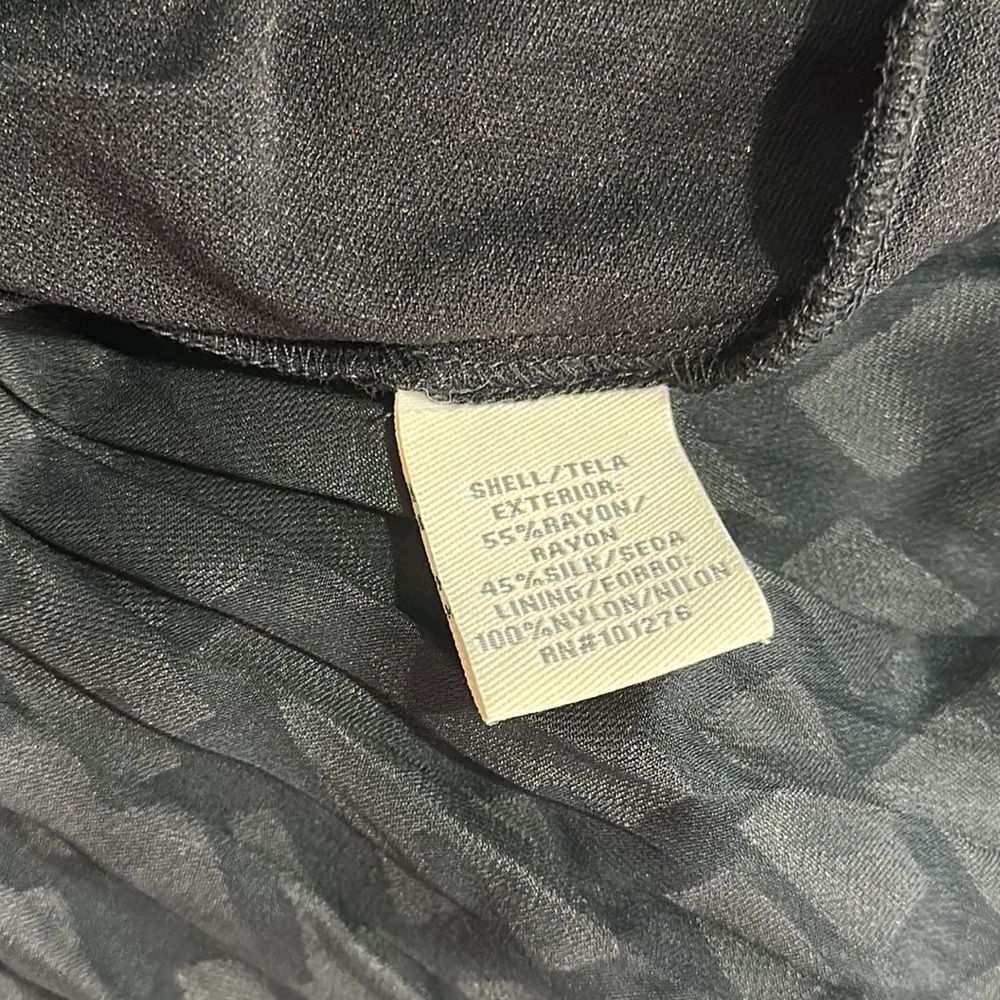 SHELL/TELA
EXTERIOR:
55%RAYON/
RAYON
45%SILK/SEDA
LINING/FORRO:
100%NYLON/NILON
RN#101276